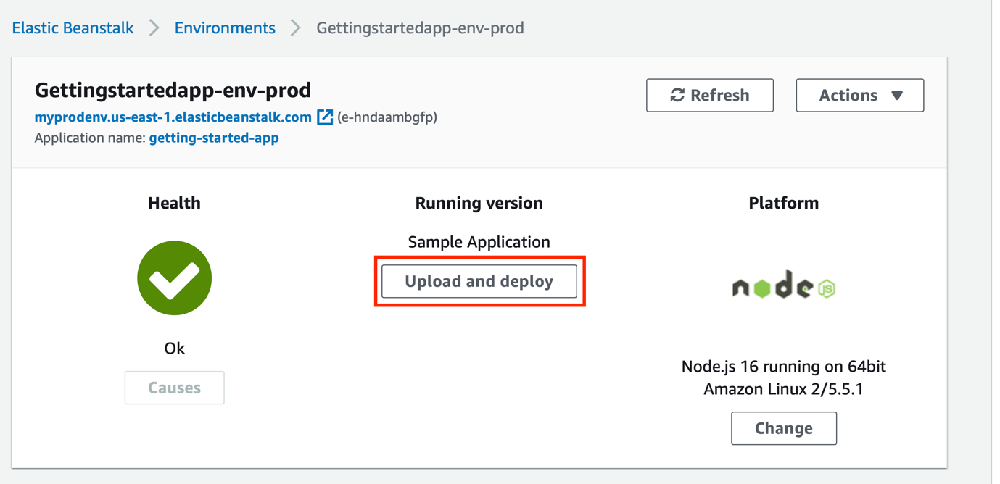 Elastic Beanstalk > Environments > Gettingstartedapp-env-prod
Gettingstartedapp-env-prod
Refresh
Actions
myprodenv.us-east-1.elasticbeanstalk.com (e-hndaambgfp)
Application name: getting-started-app
Health
Running version
Platform
Sample Application
Upload and deploy
node
JS
Ok
Causes
Node.js 16 running on 64bit
Amazon Linux 2/5.5.1
Change